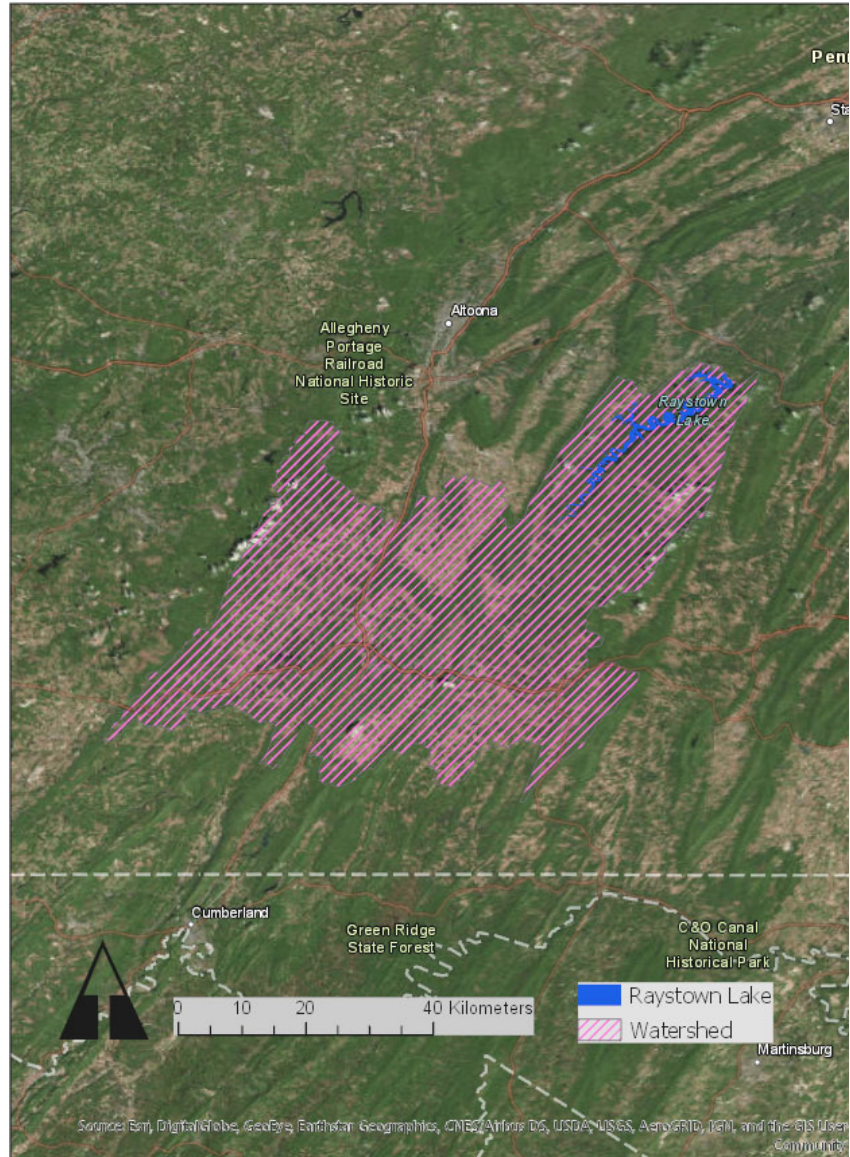 Penn
Sta
Altoona
Allegheny
Portage
Railroad
National Historic
Site
Raystown
Lake
Cumberland
Green Ridge
State Forest
C&O Canal
National
Historical Park
0 10 20 40 Kilometers
Raystown Lake
Watershed
Martinsburg
Source: Esri, DigitalGlobe, GeoEye, Earthstar Geographics, CNES/Airbus DS, USDA, USGS, AeroGRID, IGN, and the GIS User
Community